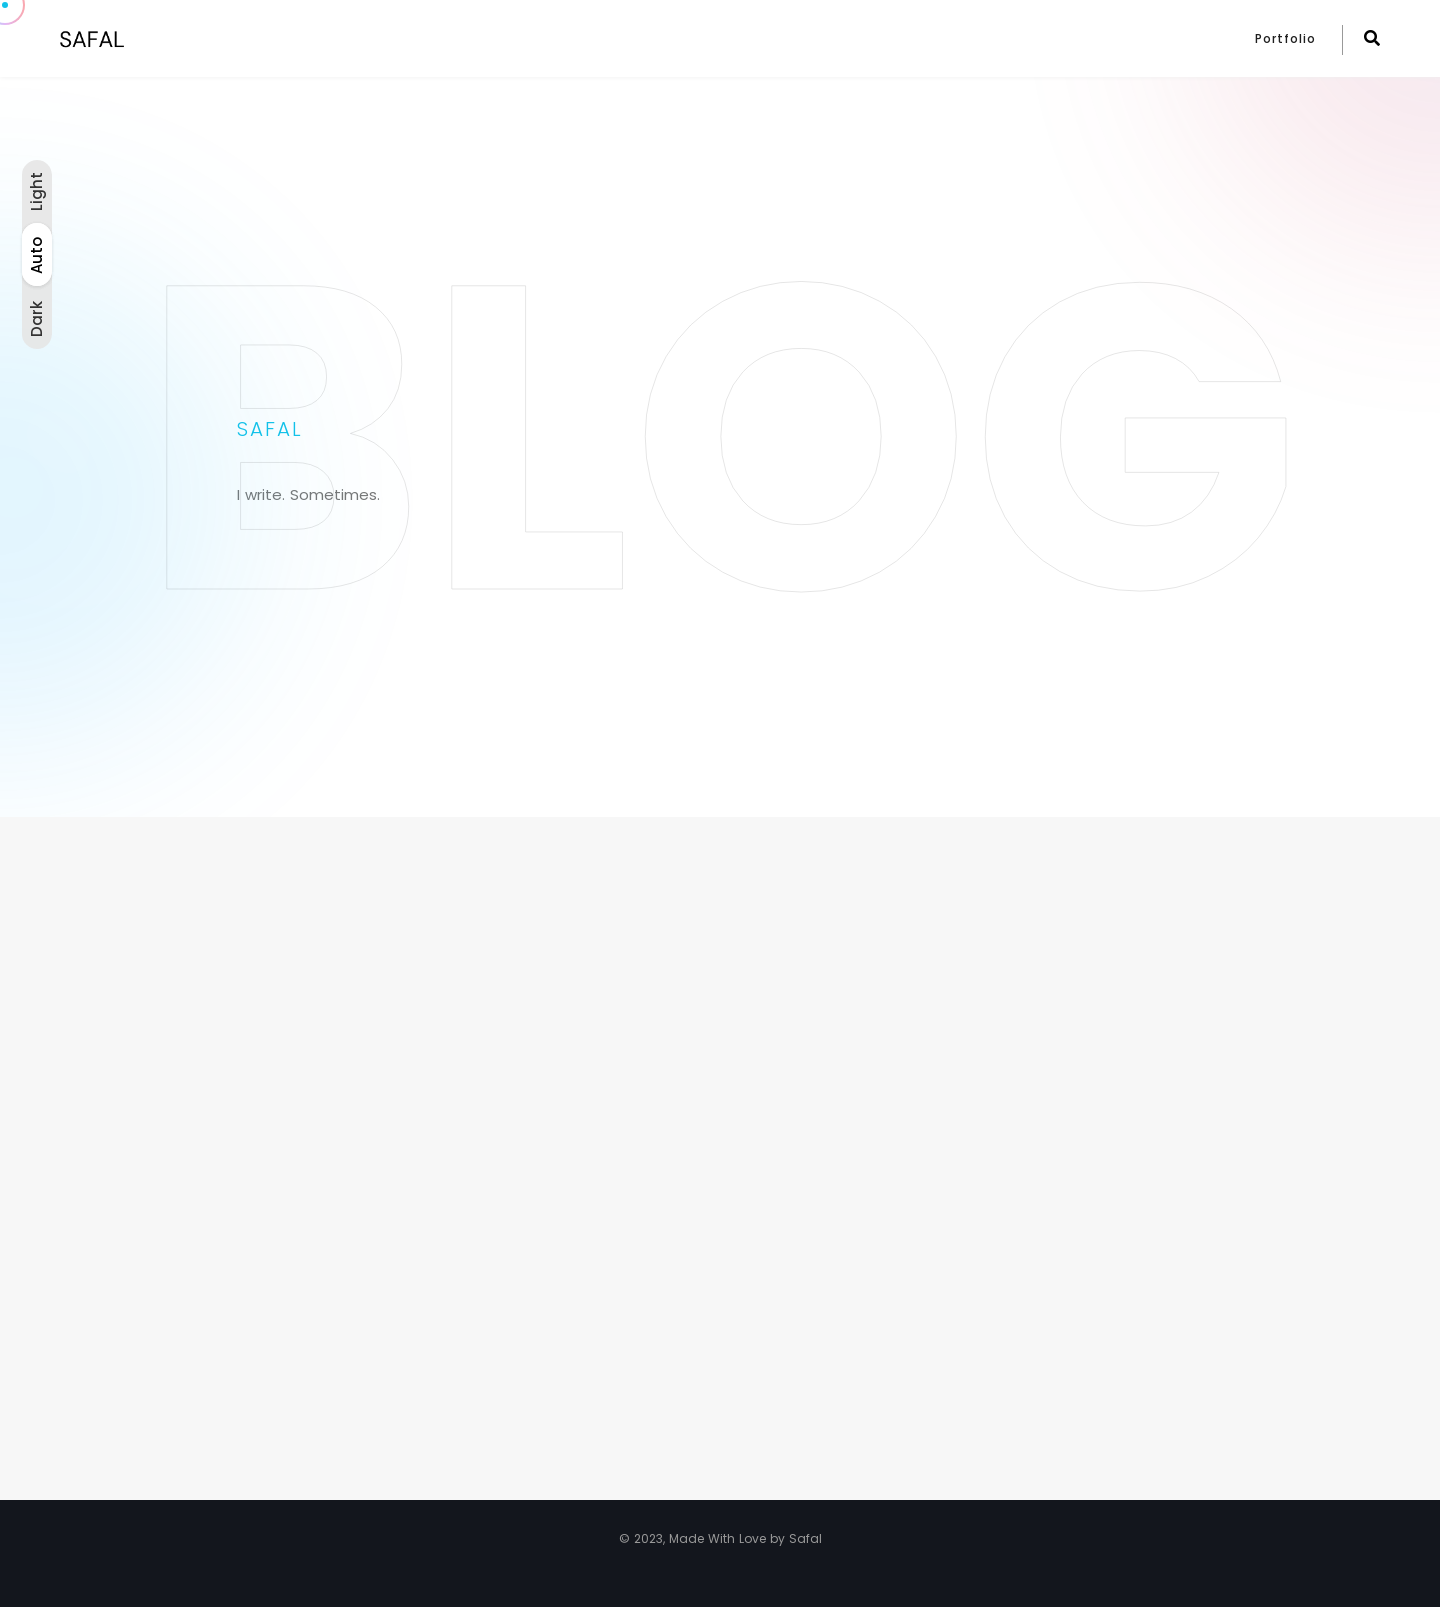 SAFAL
Portfolio
Light
Auto
Dark
BLOG
SAFAL
I write. Sometimes.
© 2023, Made With Love by Safal